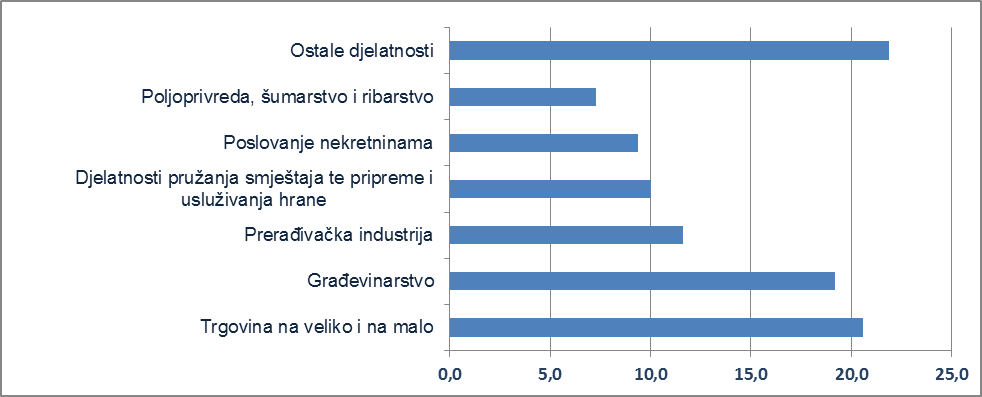 Ostale djelatnosti
Poljoprivreda, šumarstvo i ribarstvo
Poslovanje nekretninama
Djelatnosti pružanja smještaja te pripreme i
usluživanja hrane
Prerađivačka industrija
Građevinarstvo
Trgovina na veliko i na malo
0,0 5,0 10,0 15,0 20,0 25,0